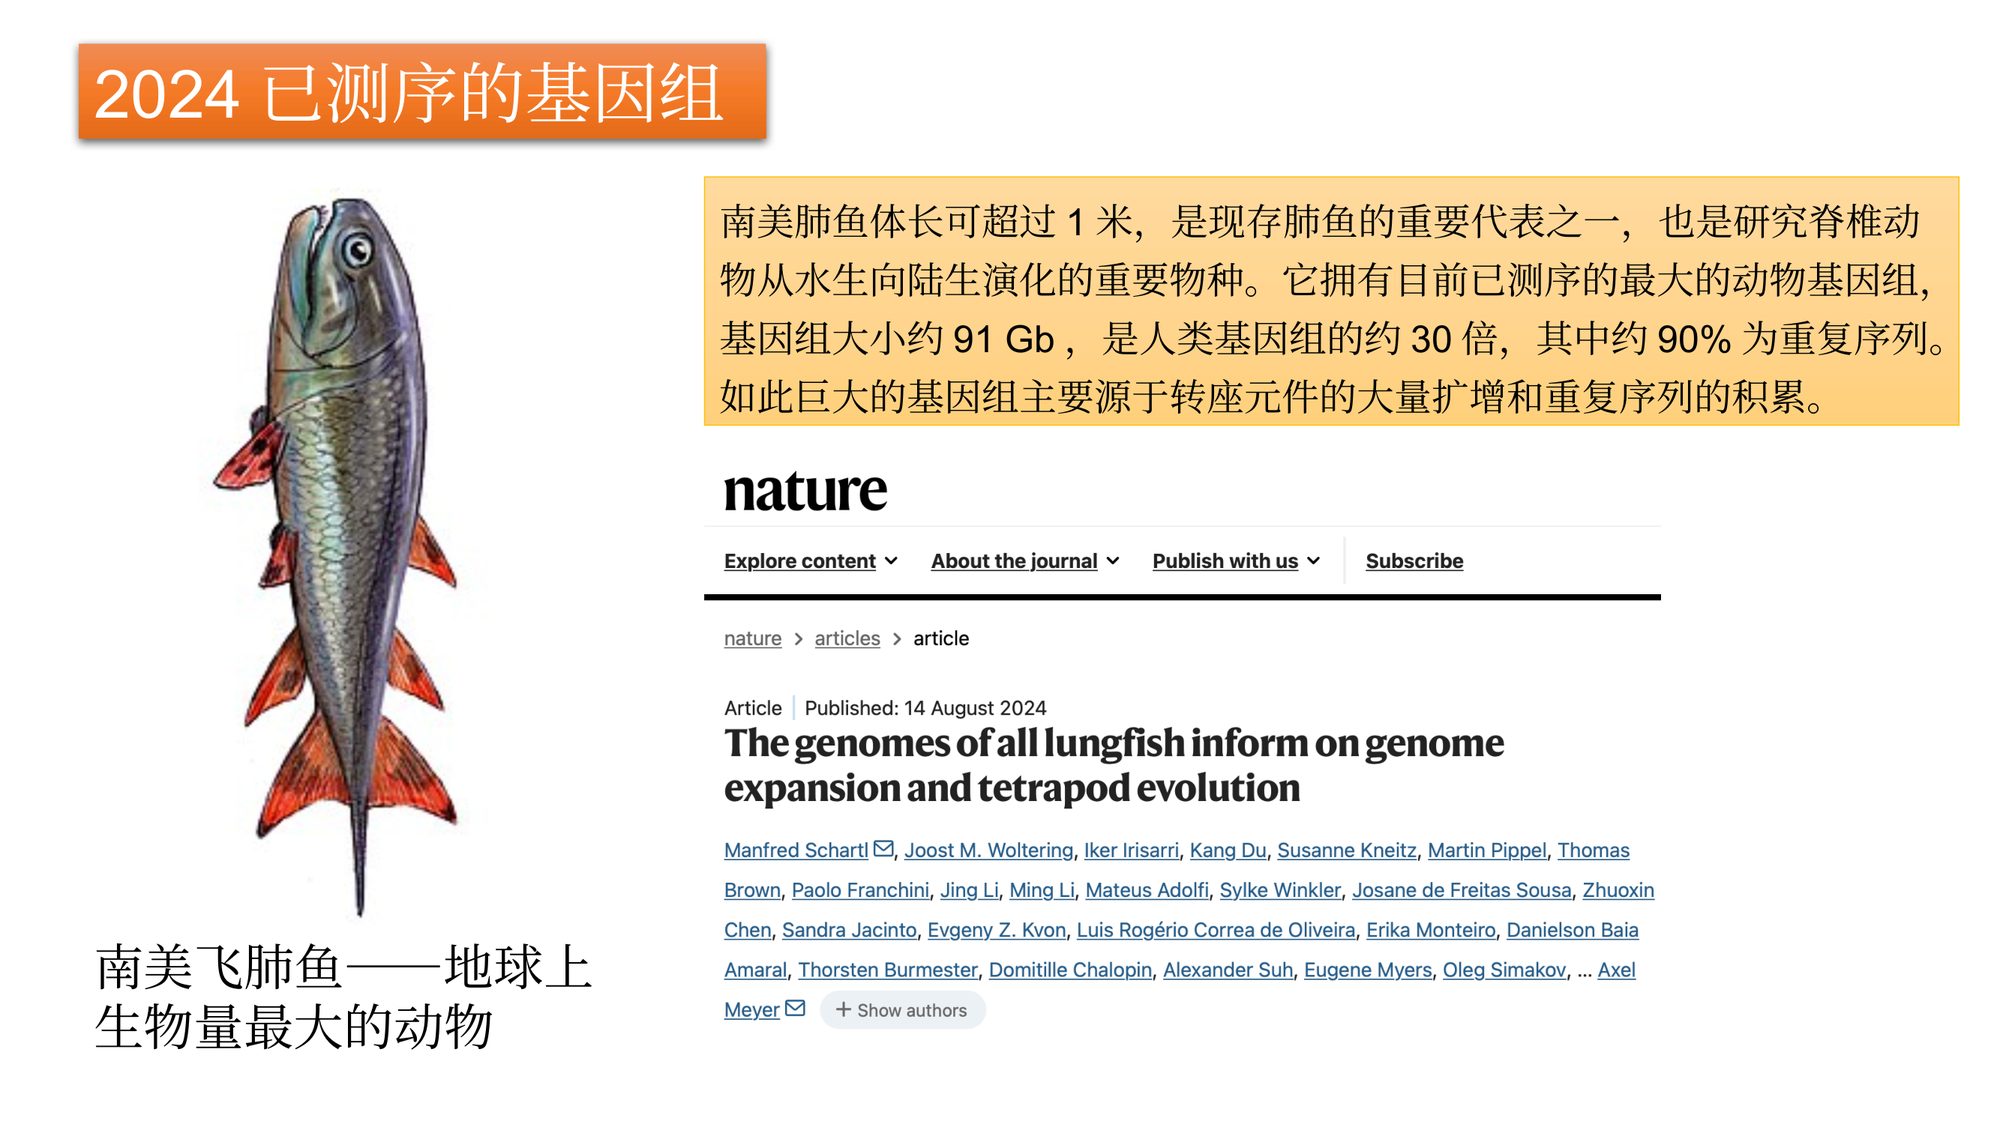 2024 已测序的基因组
南美肺鱼体长可超过 1 米，是现存肺鱼的重要代表之一，也是研究脊椎动
物从水生向陆生演化的重要物种。它拥有目前已测序的最大的动物基因组，
基因组大小约 91 Gb ，是人类基因组的约 30 倍，其中约 90% 为重复序列。
如此巨大的基因组主要源于转座元件的大量扩增和重复序列的积累。
nature
Explore content About the journal Publish with us Subscribe
nature > articles > article
Article | Published: 14 August 2024
The genomes of all lungfish inform on genome
expansion and tetrapod evolution
Manfred Schartl, Joost M. Woltering, Iker Irisarri, Kang Du, Susanne Kneitz, Martin Pippel, Thomas
Brown, Paolo Franchini, Jing Li, Ming Li, Mateus Adolfi, Sylke Winkler, Josane de Freitas Sousa, Zhuoxin
Chen, Sandra Jacinto, Evgeny Z. Kvon, Luis Rogério Correa de Oliveira, Erika Monteiro, Danielson Baia
Amaral, Thorsten Burmester, Domitille Chalopin, Alexander Suh, Eugene Myers, Oleg Simakov, ... Axel
Meyer + Show authors
南美飞肺鱼——地球上
生物量最大的动物